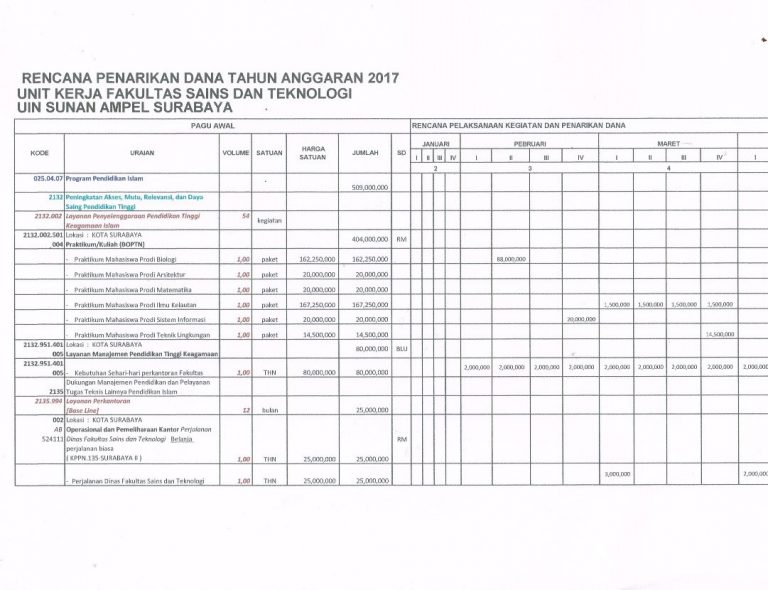 RENCANA PENARIKAN DANA TAHUN ANGGARAN 2017
UNIT KERJA FAKULTAS SAINS DAN TEKNOLOGI
UIN SUNAN AMPEL SURABAYA
PAGU AWAL RENCANA PELAKSANAAN KEGIATAN DAN PENARIKAN DANA
KODE URAIAN VOLUME SATUAN HARGA SATUAN JUMLAH SD JANUARI PEBRUARI MARET
I II III IV I II III IV I II III IV I
2 3 4
025.04.07 Program Pendidikan Islam 509,000,000
2132 Peningkatan Akses, Mutu, Relevansi, dan Daya
Saing Pendidikan Tinggi
2132.002 Layanan Penyelenggaraan Pendidikan Tinggi 54 kegiatan
Keagamaan Islam
2132.002.501 Lokasi : KOTA SURABAYA 404,000,000 RM
004 Praktikum/Kuliah (BOPTN)
- Praktikum Mahasiswa Prodi Biologi 1,00 paket 162,250,000 162,250,000 88,000,000
- Praktikum Mahasiswa Prodi Arsitektur 1,00 paket 20,000,000 20,000,000
- Praktikum Mahasiswa Prodi Matematika 1,00 paket 20,000,000 20,000,000
- Praktikum Mahasiswa Prodi Ilmu Kelautan 1,00 paket 167,250,000 167,250,000 1,500,000 1,500,000 1,500,000 1,500,000
- Praktikum Mahasiswa Prodi Sistem Informasi 1,00 paket 20,000,000 20,000,000 20,000,000
- Praktikum Mahasiswa Prodi Teknik Lingkungan 1,00 paket 14,500,000 14,500,000 14,500,000
2132.951.401 Lokasi : KOTA SURABAYA 80,000,000 BLU
005 Layanan Manajemen Pendidikan Tinggi Keagamaan
2132.951.401
005 - Kebutuhan Sehari-hari perkantoran Fakultas 1,00 THN 80,000,000 80,000,000 2,000,000 2,000,000 2,000,000 2,000,000 2,000,000 2,000,000 2,000,000 2,000,000 2,000,000
Dukungan Manajemen Pendidikan dan Pelayanan
2135 Tugas Teknis Lainnya Pendidikan Islam
2135.994 Layanan Perkantoran
[Base Line] 12 bulan 25,000,000
002 Lokasi : KOTA SURABAYA
AB Operasional dan Pemeliharaan Kantor Perjalanan
524111 Dinas Fakultas Sains dan Teknologi Belanja RM
perjalanan biasa
( KPPN.135-SURABAYA II ) 1,00 THN 25,000,000 25,000,000
- Perjalanan Dinas Fakultas Sains dan Teknologi 1,00 THN 25,000,000 25,000,000 3,000,000 2,000,000